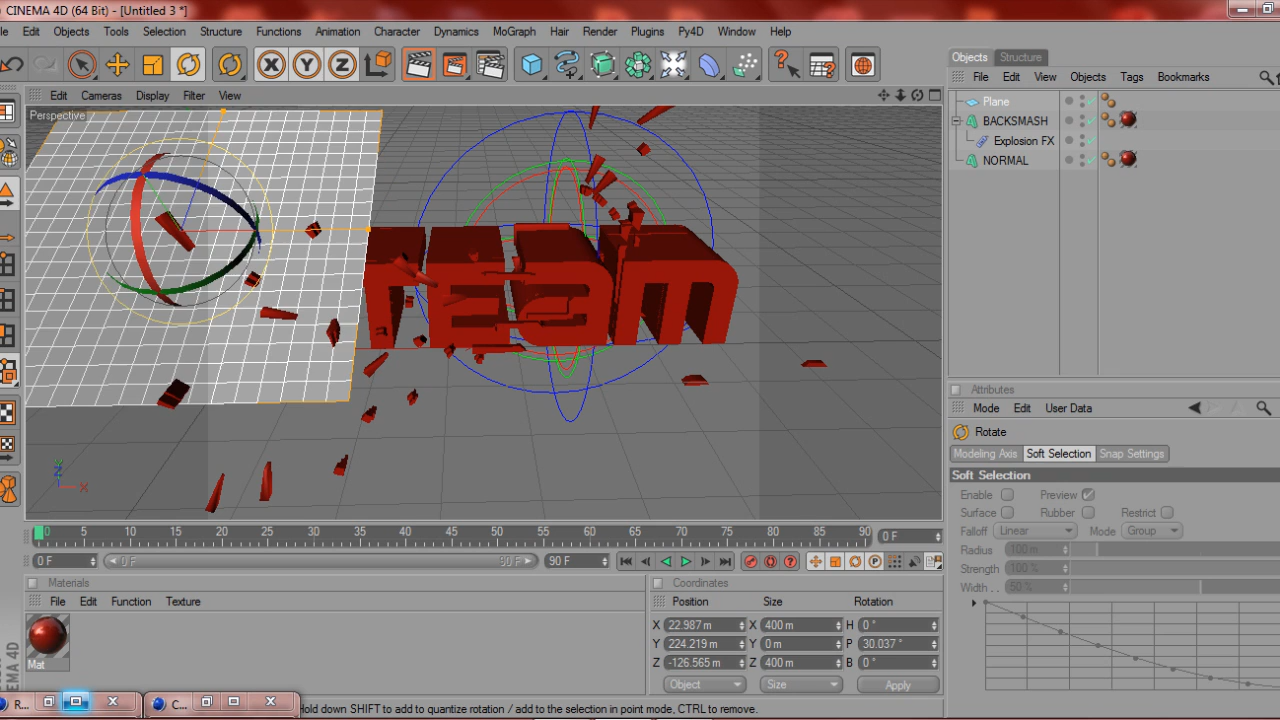 CINEMA 4D (64 Bit) - [Untitled 3 *]
Edit Objects Tools Selection Structure Functions Animation Character Dynamics MoGraph Hair Render Plugins Py4D Window Help
Objects Structure
File Edit View Objects Tags Bookmarks
Edit Cameras Display Filter View
Perspective
Plane
BACKSMASH
Explosion FX
NORMAL
X Y Z
ream
Y
X
Attributes
Mode Edit User Data
Rotate
Modeling Axis Soft Selection Snap Settings
Soft Selection
Enable Preview
Surface Rubber Restrict
Falloff Linear Mode Group
Radius 100 m
Strength 100 %
Width . . 50 %
0 5 10 15 20 25 30 35 40 45 50 55 60 65 70 75 80 85 90 0 F
0 F 0 F 90 F 90 F
Materials
File Edit Function Texture
Mat
Coordinates
Position Size Rotation
X 22.987 m X 400 m H 0 °
Y 224.219 m Y 0 m P 30.037 °
Z -126.565 m Z 400 m B 0 °
Object Size Apply
R... C...
hold down SHIFT to add to quantize rotation / add to the selection in point mode, CTRL to remove.